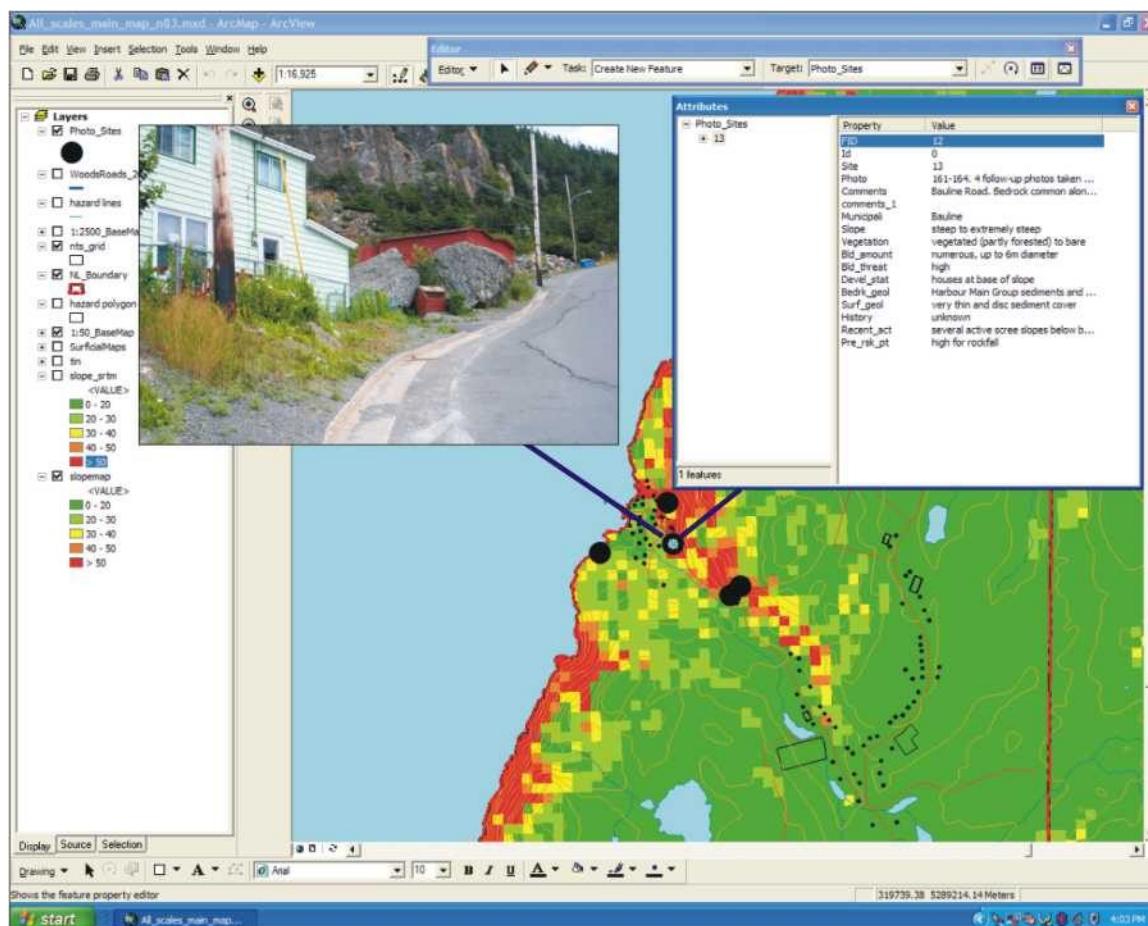 All_scales_main_map_n83.mxd - ArcMap - ArcView
File Edit View Insert Selection Tools Window Help
Editor
1:16,925
Editor Task: Create New Feature Target: Photo_Sites
Layers
Photo_Sites
WoodsRoads_2
hazard lines
1:2500_BaseMa
nts_grid
NL_Boundary
hazard polygon
1:50_BaseMap
SurficialMaps
tin
slope_srtm
<VALUE>
0 - 20
20 - 30
30 - 40
40 - 50
> 50
slopemap
<VALUE>
0 - 20
20 - 30
30 - 40
40 - 50
> 50
Attributes
Photo_Sites
13
1 features
Property Value
FID 12
Id 0
Site 13
Photo 161-164. 4 follow-up photos taken ...
Comments Bauline Road. Bedrock common alon...
comments_1
Municipali Bauline
Slope steep to extremely steep
Vegetation vegetated (partly forested) to bare
Bld_amount numerous, up to 6m diameter
Bld_threat high
Devel_stat houses at base of slope
Bedrk_geol Harbour Main Group sediments and ...
Surf_geol very thin and disc sediment cover
History unknown
Recent_act several active scree slopes below b...
Pre_rsk_pt high for rockfall
Display Source Selection
Drawing A Arial 10 B I U A
Shows the feature property editor
319739.38 5289214.14 Meters
start All_scales_main_map... 4:03 PM